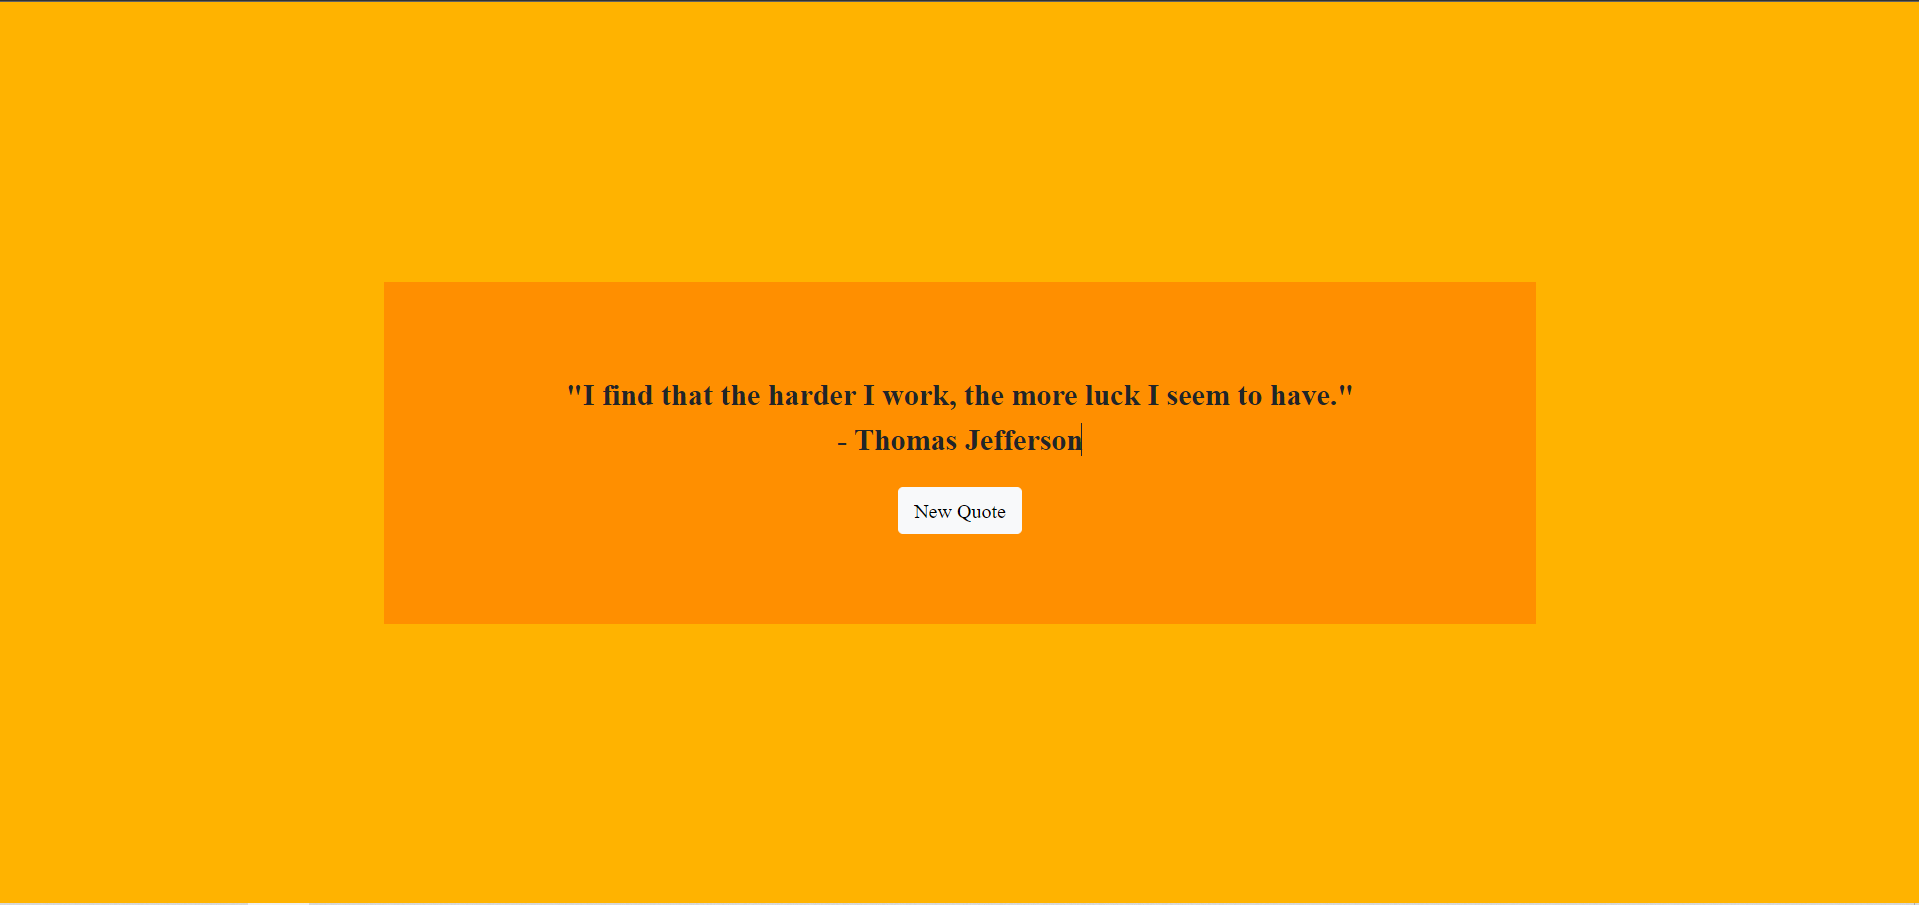 "I find that the harder I work, the more luck I seem to have."
- Thomas Jefferson
New Quote